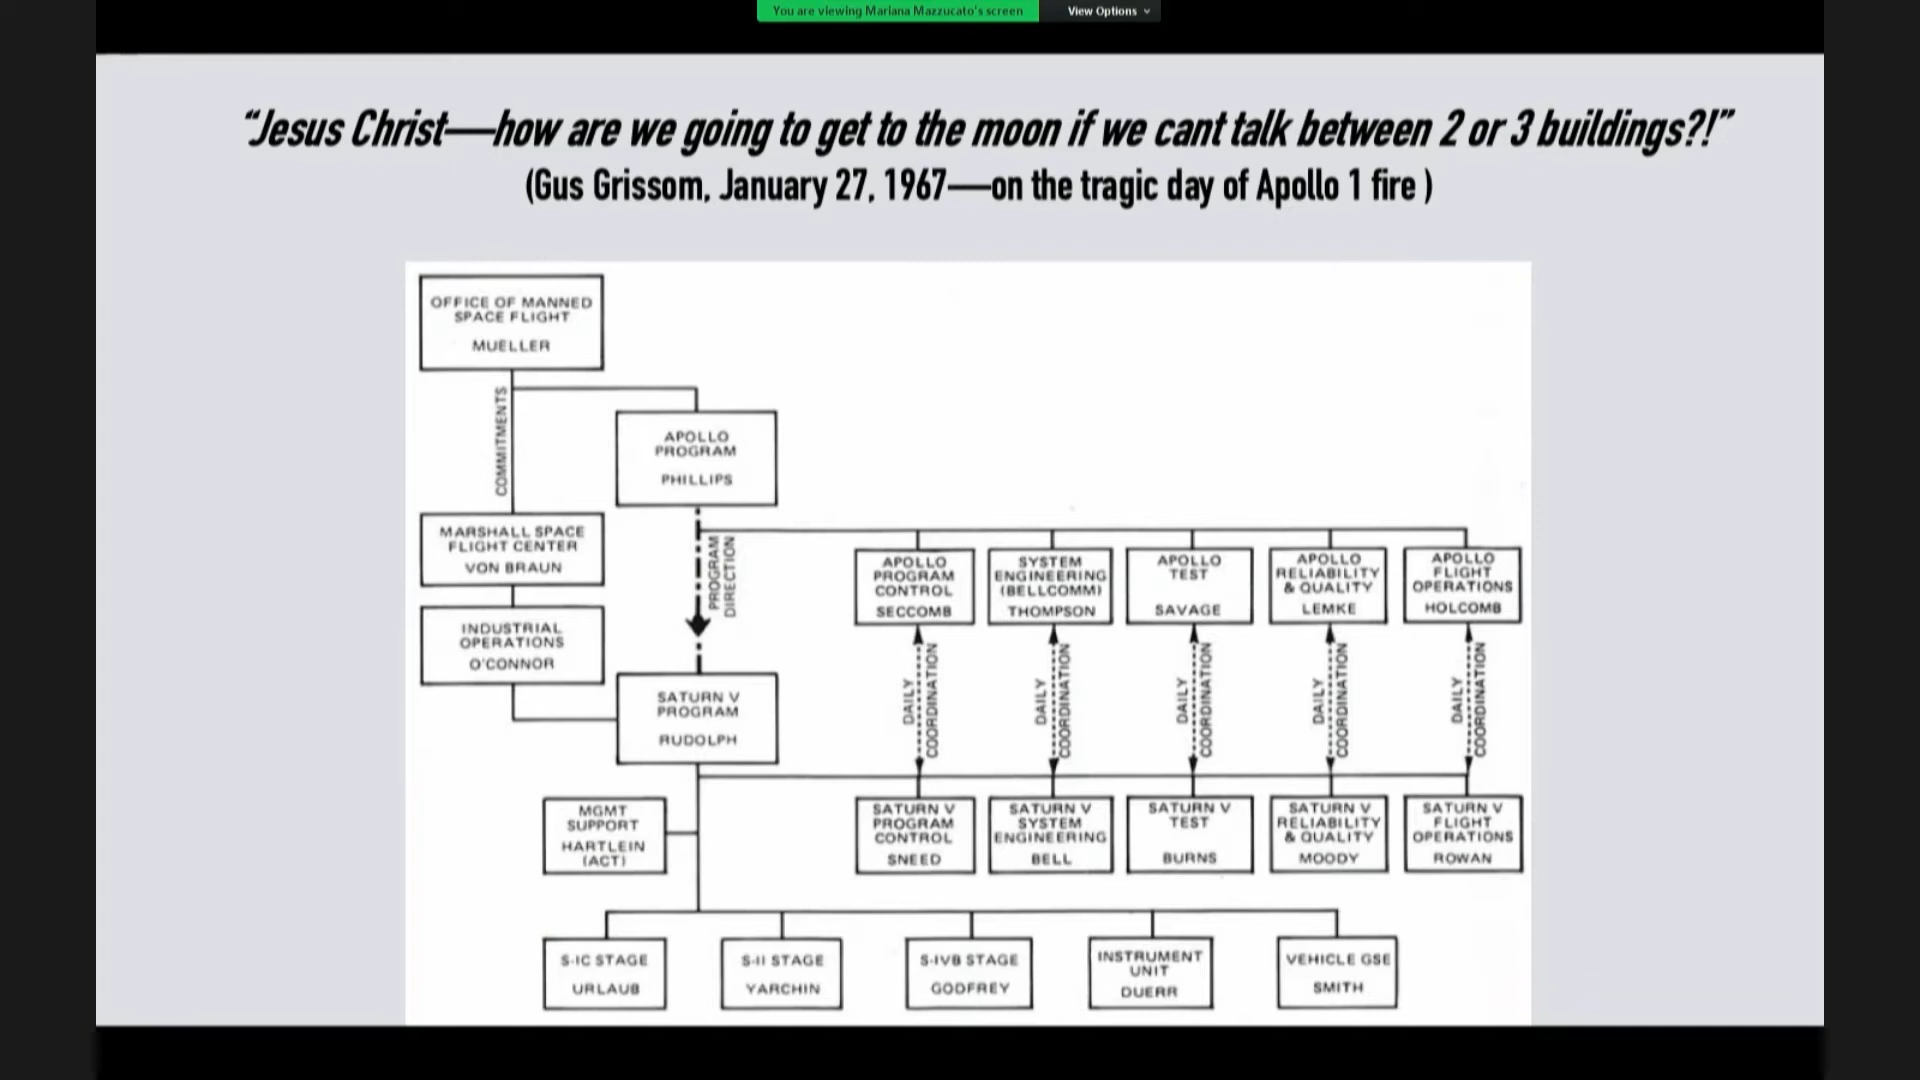 You are viewing Mariana Mazzucato's screen
View Options
“Jesus Christ—how are we going to get to the moon if we cant talk between 2 or 3 buildings?!”
(Gus Grissom, January 27, 1967—on the tragic day of Apollo 1 fire )
OFFICE OF MANNED
SPACE FLIGHT
MUELLER
COMMITMENTS
APOLLO
PROGRAM
PHILLIPS
MARSHALL SPACE
FLIGHT CENTER
VON BRAUN
PROGRAM
DIRECTION
APOLLO
PROGRAM
CONTROL
SECCOMB
SYSTEM
ENGINEERING
(BELLCOMM)
THOMPSON
APOLLO
TEST
SAVAGE
APOLLO
RELIABILITY
& QUALITY
LEMKE
APOLLO
FLIGHT
OPERATIONS
HOLCOMB
INDUSTRIAL
OPERATIONS
O'CONNOR
DAILY
COORDINATION
DAILY
COORDINATION
DAILY
COORDINATION
DAILY
COORDINATION
DAILY
COORDINATION
SATURN V
PROGRAM
RUDOLPH
MGMT
SUPPORT
HARTLEIN
(ACT)
SATURN V
PROGRAM
CONTROL
SNEED
SATURN V
SYSTEM
ENGINEERING
BELL
SATURN V
TEST
BURNS
SATURN V
RELIABILITY
& QUALITY
MOODY
SATURN V
FLIGHT
OPERATIONS
ROWAN
S-IC STAGE
URLAUB
S-II STAGE
YARCHIN
S-IVB STAGE
GODFREY
INSTRUMENT
UNIT
DUERR
VEHICLE GSE
SMITH